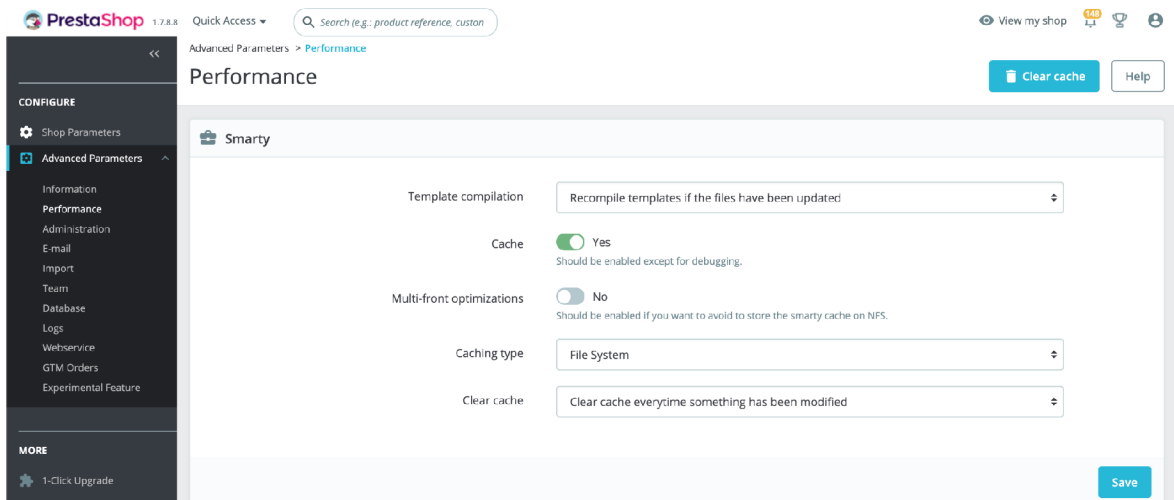 PrestaShop 1.7.8.8 Quick Access Search (e.g.: product reference, custon View my shop 148
Advanced Parameters > Performance
Performance
Clear cache Help
CONFIGURE
Shop Parameters
Advanced Parameters
Information
Performance
Administration
E-mail
Import
Team
Database
Logs
Webservice
GTM Orders
Experimental Feature
MORE
1-Click Upgrade
Smarty
Template compilation Recompile templates if the files have been updated
Cache Yes
Should be enabled except for debugging.
Multi-front optimizations No
Should be enabled if you want to avoid to store the smarty cache on NFS.
Caching type File System
Clear cache Clear cache everytime something has been modified
Save